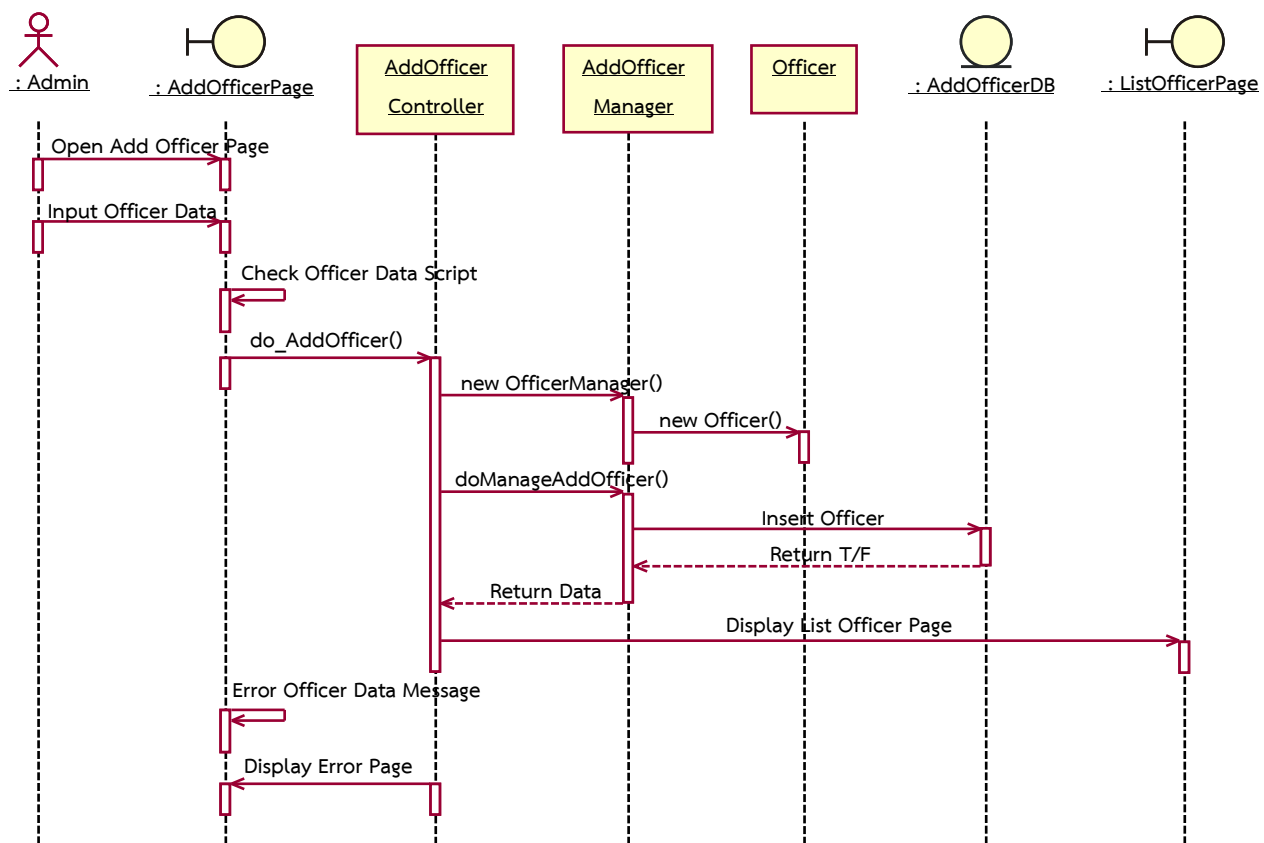 : Admin
: AddOfficerPage
AddOfficer
Controller
AddOfficer
Manager
Officer
: AddOfficerDB
: ListOfficerPage
Open Add Officer Page
Input Officer Data
Check Officer Data Script
do_AddOfficer()
new OfficerManager()
new Officer()
doManageAddOfficer()
Insert Officer
Return T/F
Return Data
Display List Officer Page
Error Officer Data Message
Display Error Page